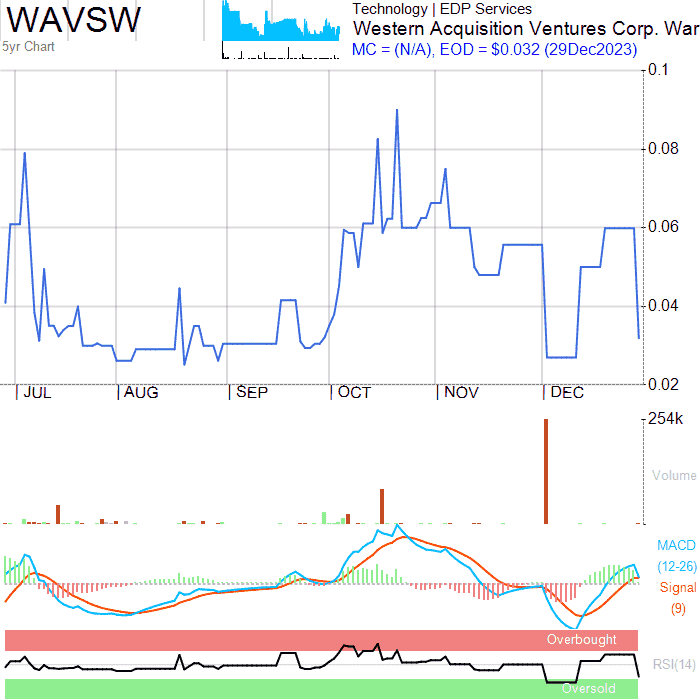 WAVSW
5yr Chart
Technology | EDP Services
Western Acquisition Ventures Corp. War
MC = (N/A), EOD = $0.032 (29Dec2023)
0.1
0.08
0.06
0.04
0.02
JUL AUG SEP OCT NOV DEC
254k
Volume
MACD
(12-26)
Signal
(9)
Overbought
RSI(14)
Oversold